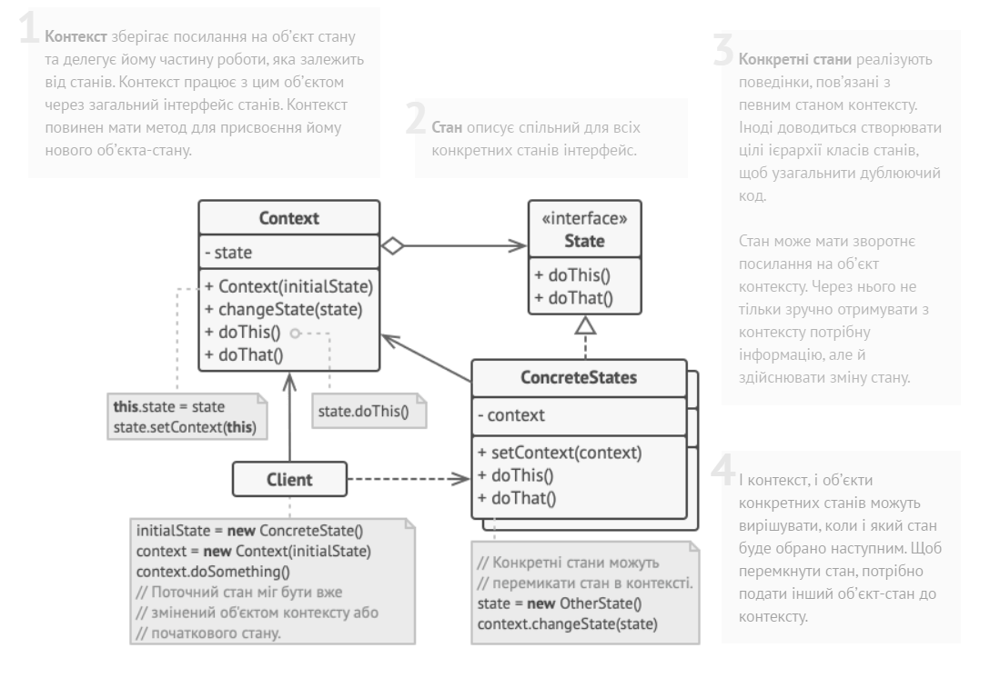 1
Контекст зберігає посилання на об'єкт стану
та делегує йому частину роботи, яка залежить
від станів. Контекст працює з цим об'єктом
через загальний інтерфейс станів. Контекст
повинен мати метод для присвоєння йому
нового об'єкта-стану.
2
Стан описує спільний для всіх
конкретних станів інтерфейс.
3
Конкретні стани реалізують
поведінки, пов'язані з
певним станом контексту.
Іноді доводиться створювати
цілі ієрархії класів станів,
щоб узагальнити дублюючий
код.
Стан може мати зворотнє
посилання на об'єкт
контексту. Через нього не
тільки зручно отримувати з
контексту потрібну
інформацію, але й
здійснювати зміну стану.
Context
- state
+ Context(initialState)
+ changeState(state)
+ doThis()
+ doThat()
«interface»
State
+ doThis()
+ doThat()
this.state = state
state.setContext(this)
state.doThis()
ConcreteStates
- context
+ setContext(context)
+ doThis()
+ doThat()
Client
initialState = new ConcreteState()
context = new Context(initialState)
context.doSomething()
// Поточний стан міг бути вже
// змінений об'єктом контексту або
// початкового стану.
// Конкретні стани можуть
// перемикати стан в контексті.
state = new OtherState()
context.changeState(state)
4
І контекст, і об'єкти
конкретних станів можуть
вирішувати, коли і який стан
буде обрано наступним. Щоб
перемкнути стан, потрібно
подати інший об'єкт-стан до
контексту.